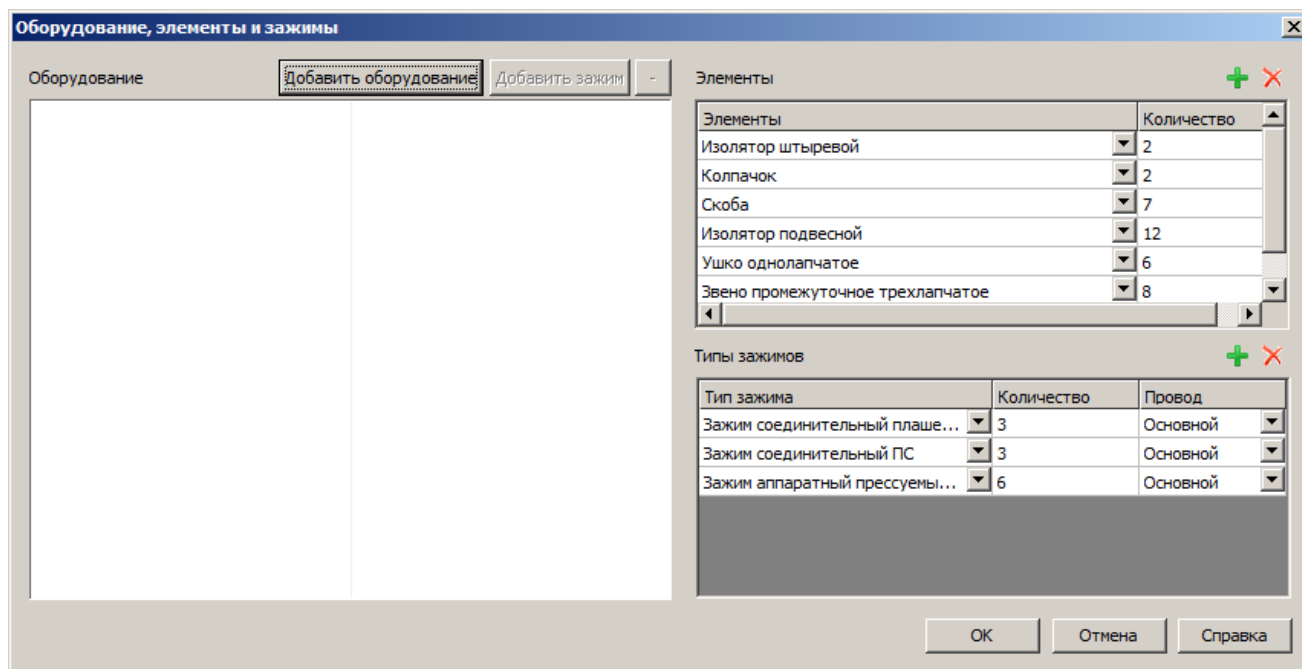 Оборудование, элементы и зажимы
Оборудование
Добавить оборудование
Добавить зажим
-
Элементы
Элементы Количество
Изолятор штыревой 2
Колпачок 2
Скоба 7
Изолятор подвесной 12
Ушко однолапчатое 6
Звено промежуточное трехлапчатое 8
Типы зажимов
Тип зажима Количество Провод
Зажим соединительный плаше... 3 Основной
Зажим соединительный ПС 3 Основной
Зажим аппаратный прессуемы... 6 Основной
ОК Отмена Справка